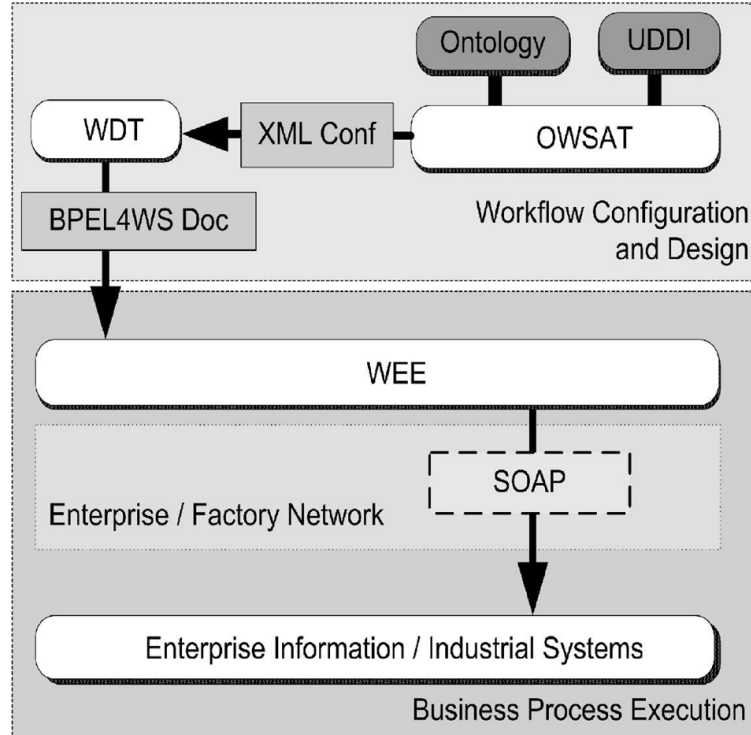 Ontology
UDDI
WDT
XML Conf
OWSAT
BPEL4WS Doc
Workflow Configuration
and Design
WEE
SOAP
Enterprise / Factory Network
Enterprise Information / Industrial Systems
Business Process Execution